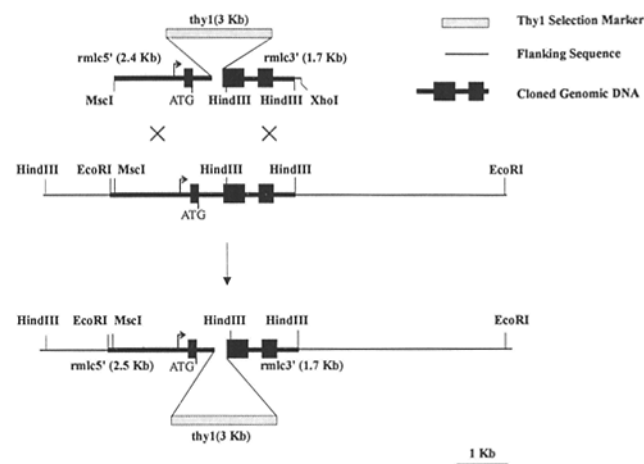 thy1(3 Kb)
rmlc5' (2.4 Kb) rmlc3' (1.7 Kb)
MscI ATG HindIII HindIII XhoI
Thy1 Selection Marker
Flanking Sequence
Cloned Genomic DNA
HindIII EcoRI MscI HindIII HindIII EcoRI
ATG
HindIII EcoRI MscI HindIII HindIII EcoRI
rmlc5' (2.5 Kb) ATG rmlc3' (1.7 Kb)
thy1(3 Kb)
1 Kb